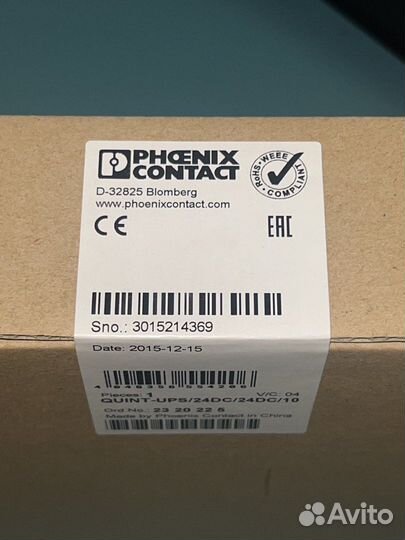 PHŒNIX
CONTACT
RoHS - WEEE COMPLIANT
D-32825 Blomberg
www.phoenixcontact.com
CE
EAC
Sno.: 3015214369
Date: 2015-12-15
Pieces: 1 V/C: 04
QUINT-UPS/24DC/24DC/10
Ord.No.: 23 20 22 5
Made by Phoenix Contact in China
Avito